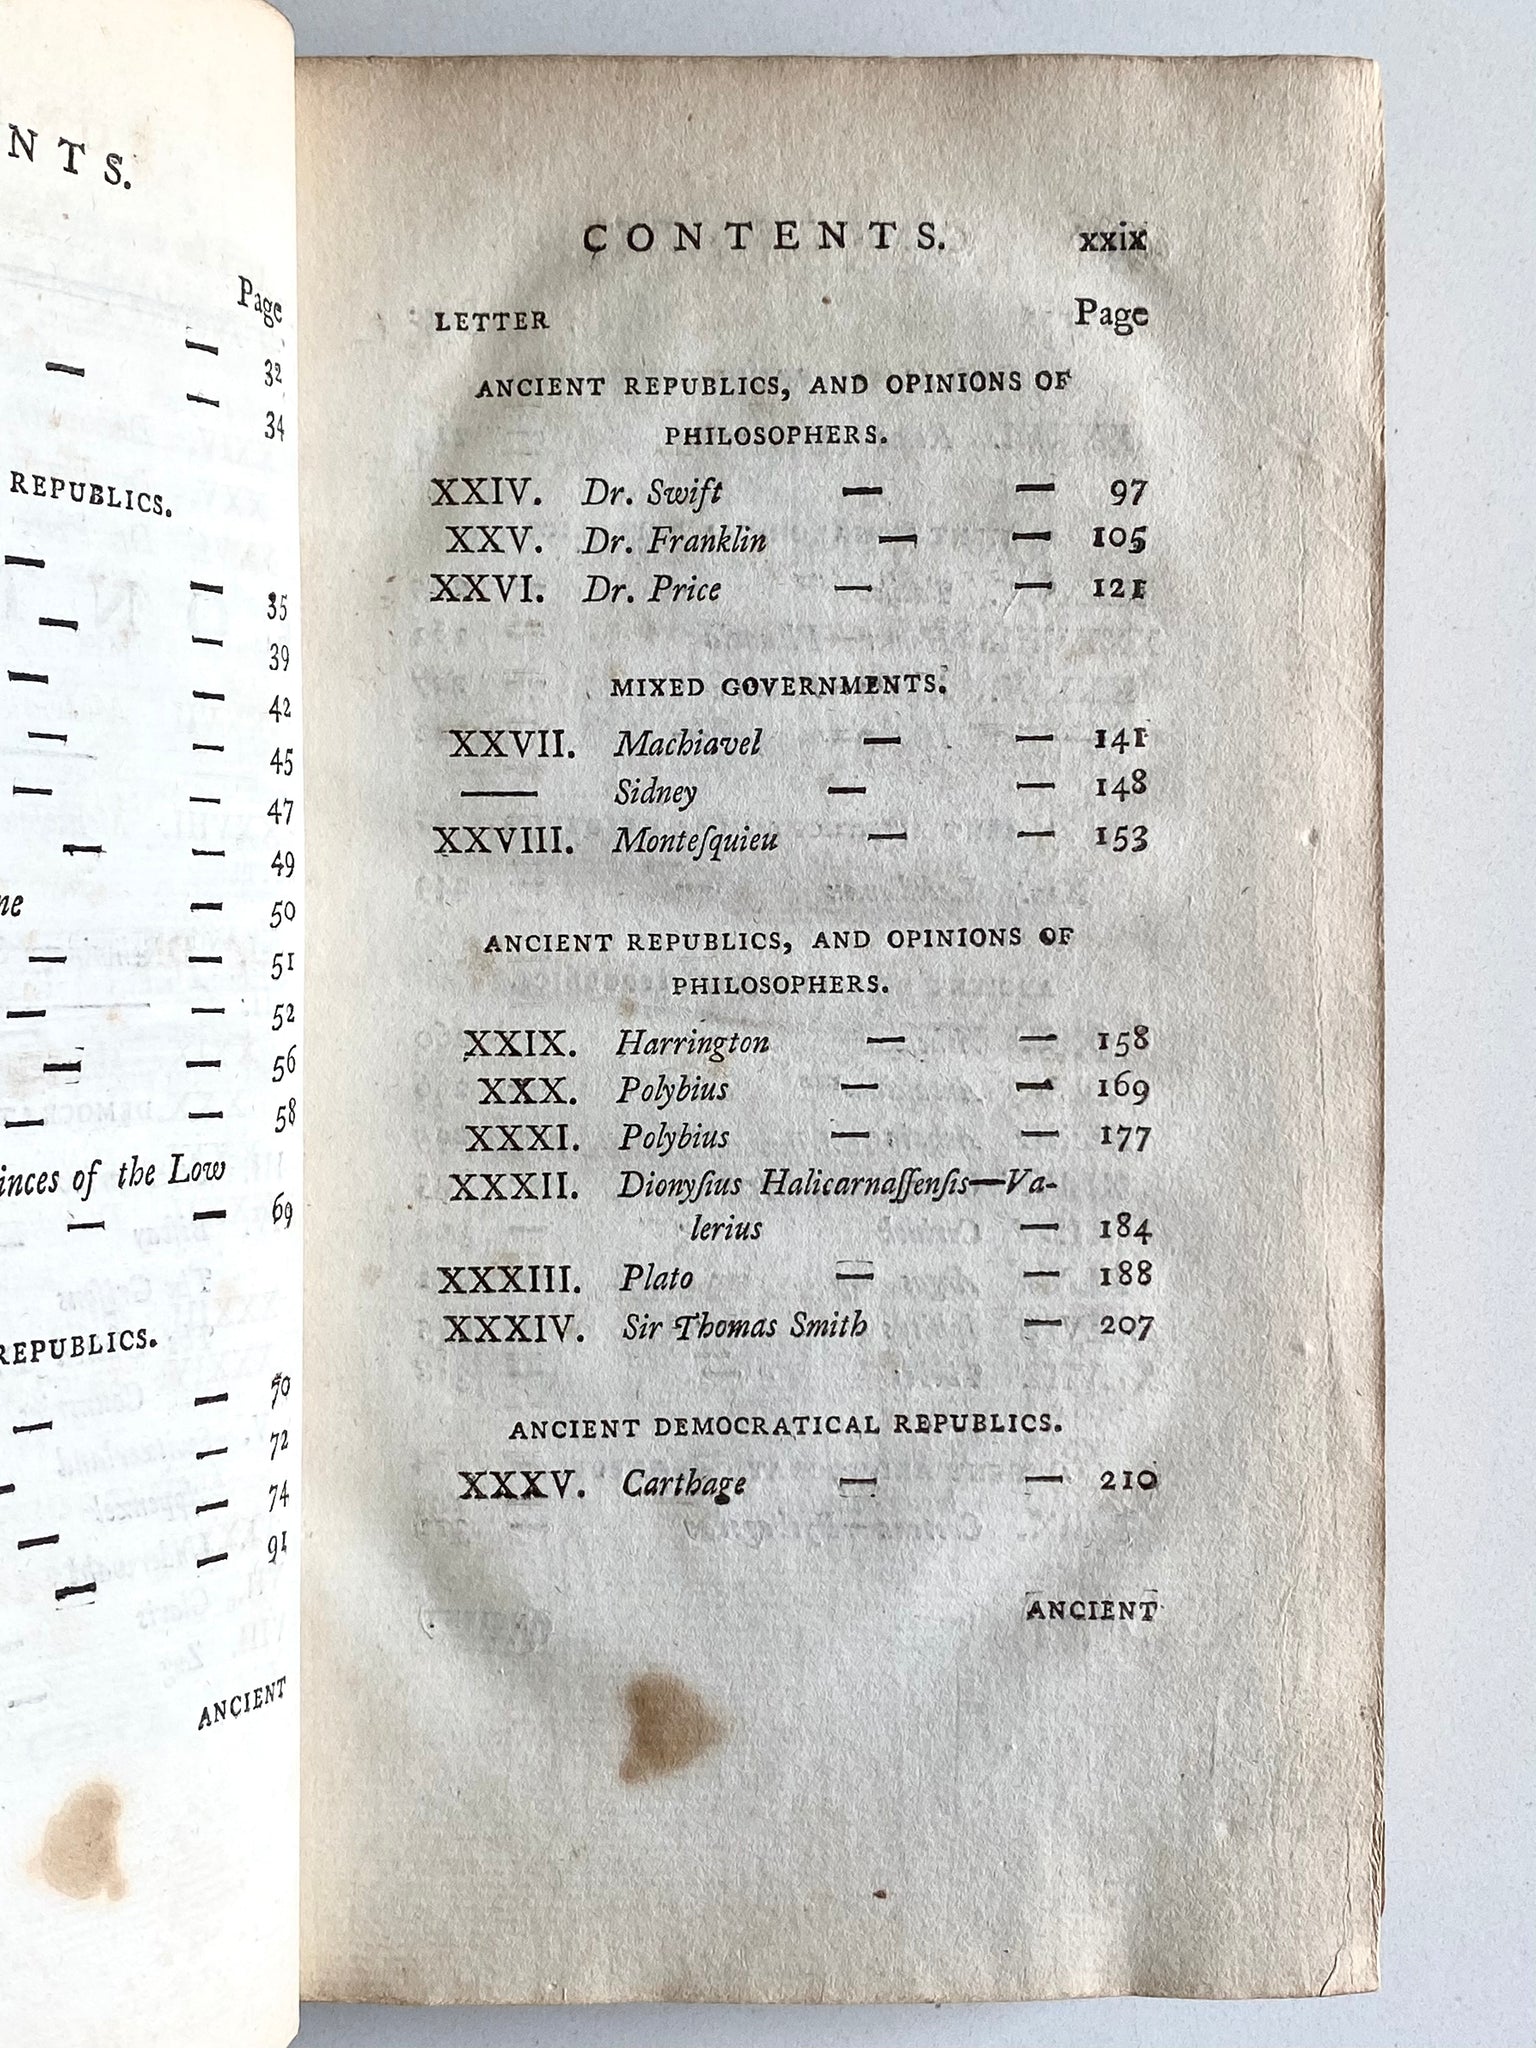 NTS.
Page
32
34
REPUBLICS.
35
39
42
45
47
49
ne 50
51
52
56
58
inces of the Low
69
REPUBLICS.
70
72
74
91
ANCIENT
CONTENTS. xxix
LETTER Page
ANCIENT REPUBLICS, AND OPINIONS OF
PHILOSOPHERS.
XXIV. Dr. Swift — — 97
XXV. Dr. Franklin — — 105
XXVI. Dr. Price — — 121
MIXED GOVERNMENTS.
XXVII. Machiavel — — 141
—— Sidney — — 148
XXVIII. Monteſquieu — — 153
ANCIENT REPUBLICS, AND OPINIONS OF
PHILOSOPHERS.
XXIX. Harrington — — 158
XXX. Polybius — — 169
XXXI. Polybius — — 177
XXXII. Dionyſius Halicarnaſſenſis—Va-
lerius — 184
XXXIII. Plato — — 188
XXXIV. Sir Thomas Smith — 207
ANCIENT DEMOCRATICAL REPUBLICS.
XXXV. Carthage — — 210
ANCIENT